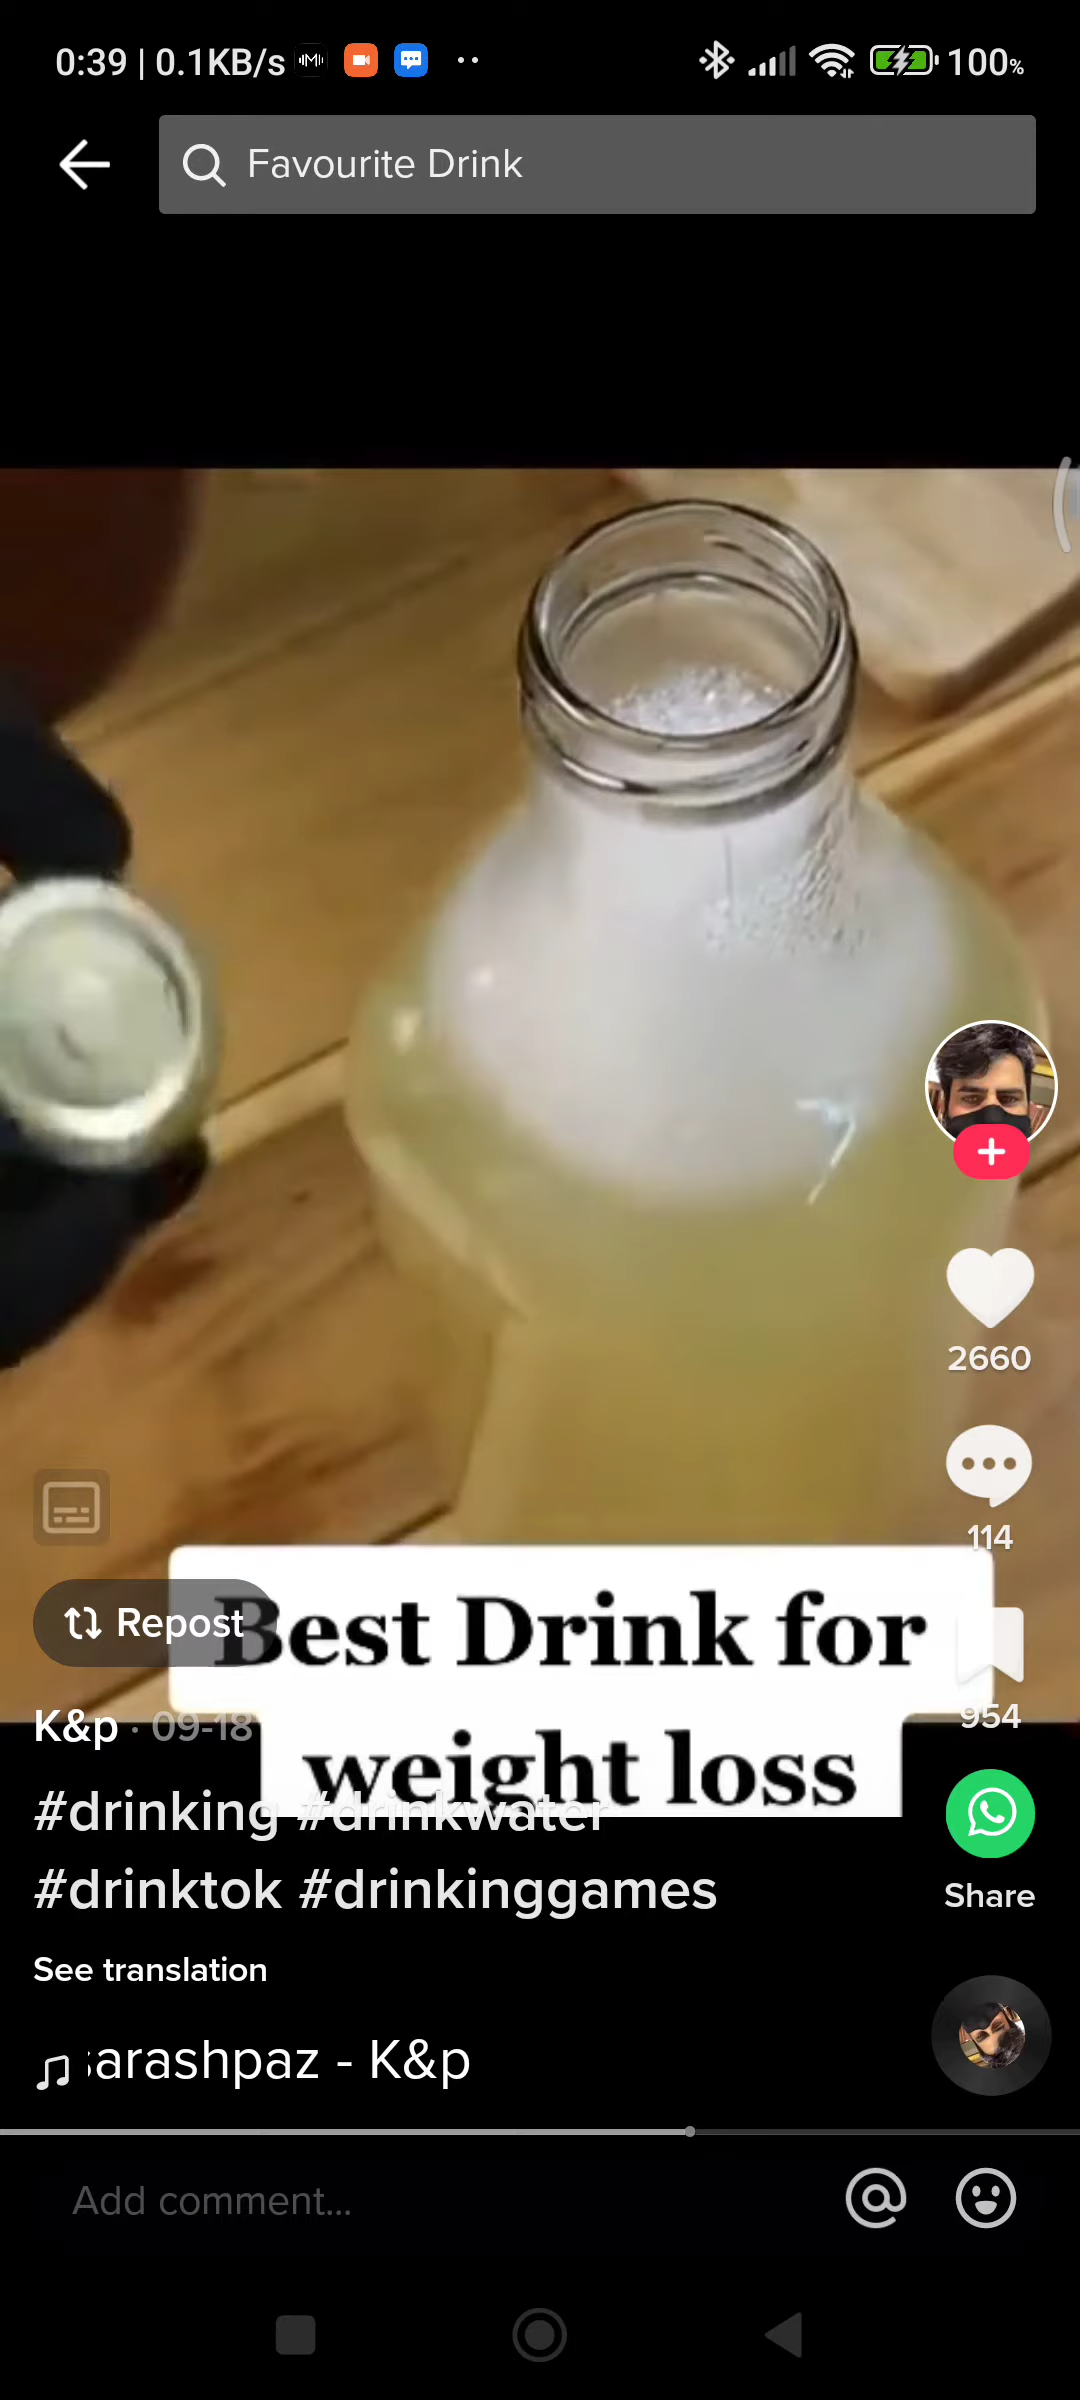 0:39 | 0.1KB/s
100%
Favourite Drink
2660
114
Best Drink for
Repost
954
K&p · 09-18
weight loss
#drinking #drinkwater
#drinktok #drinkinggames
Share
See translation
arashpaz - K&p
Add comment...